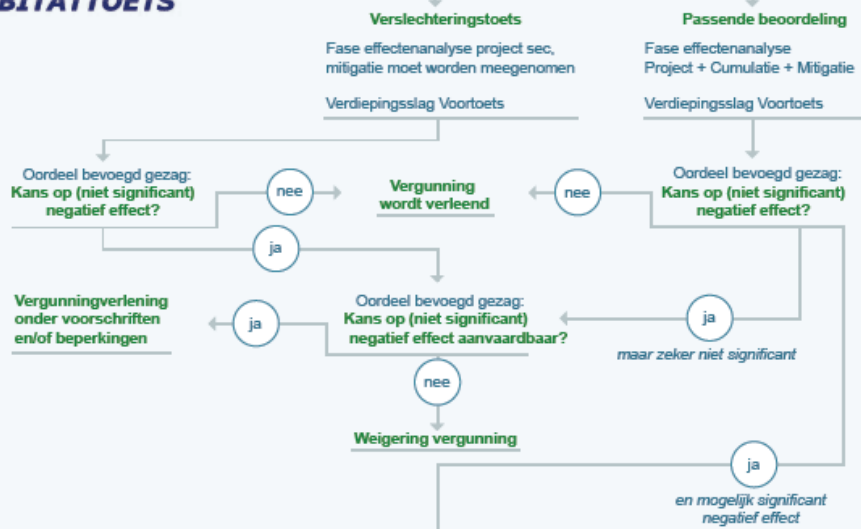 BITATTOETS
Verslechteringstoets
Fase effectenanalyse project sec,
mitigatie moet worden meegenomen
Verdiepingsslag Voortoets
Passende beoordeling
Fase effectenanalyse
Project + Cumulatie + Mitigatie
Verdiepingsslag Voortoets
Oordeel bevoegd gezag:
Kans op (niet significant)
negatief effect?
nee
Vergunning
wordt verleend
nee
Oordeel bevoegd gezag:
Kans op (niet significant)
negatief effect?
ja
Vergunningverlening
onder voorschriften
en/of beperkingen
ja
Oordeel bevoegd gezag:
Kans op (niet significant)
negatief effect aanvaardbaar?
ja
maar zeker niet significant
nee
Weigering vergunning
ja
en mogelijk significant
negatief effect